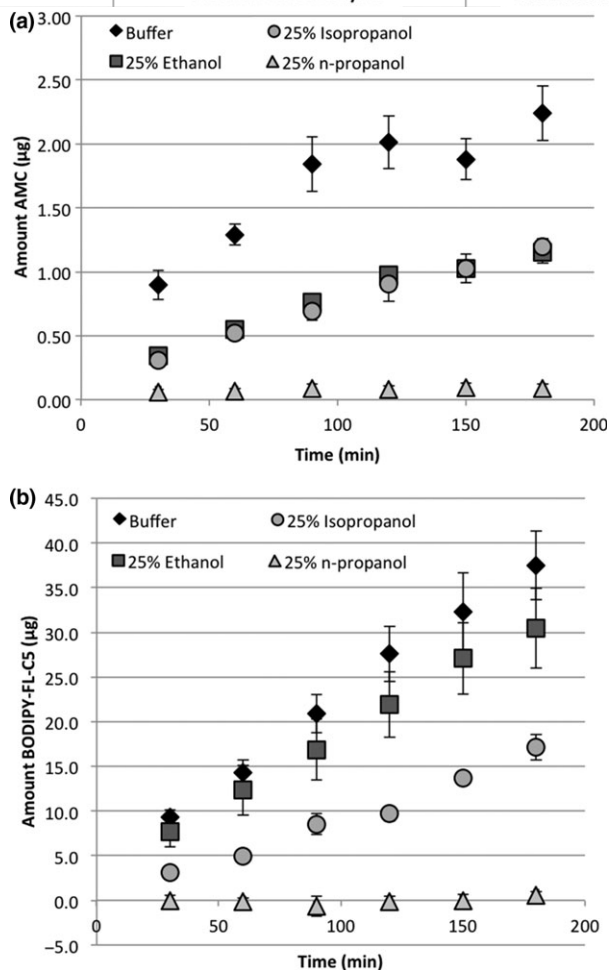 (a)
3.00
Buffer
25% Isopropanol
25% Ethanol
25% n-propanol
2.50
2.00
1.50
1.00
0.50
0.00
Amount AMC (µg)
0 50 100 150 200
Time (min)
(b)
45.0
Buffer
25% Isopropanol
40.0
25% Ethanol
25% n-propanol
35.0
30.0
25.0
20.0
15.0
10.0
5.0
0.0
−5.0
Amount BODIPY-FL-C5 (µg)
0 50 100 150 200
Time (min)